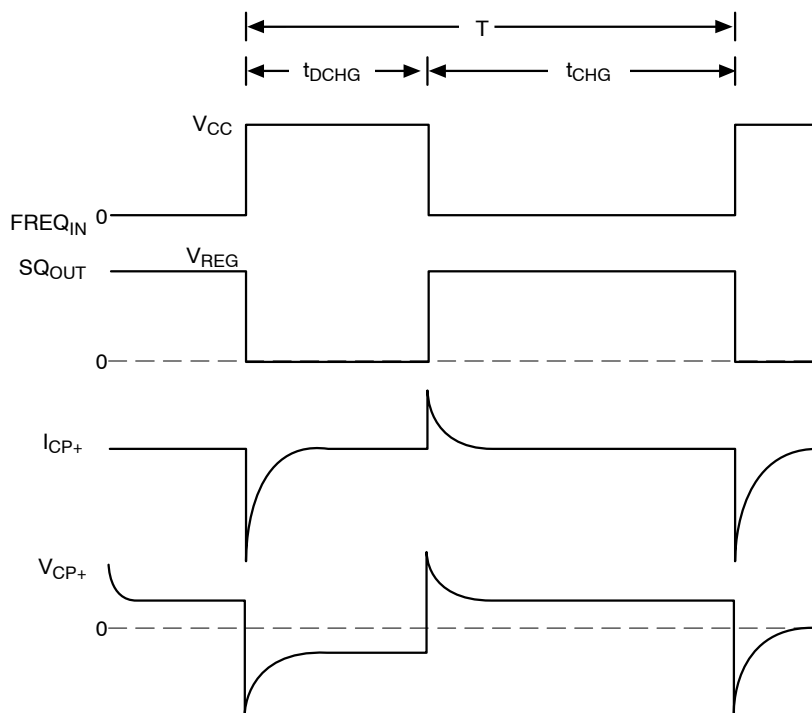 T
tDCHG
tCHG
VCC
0
FREQIN
VREG
SQOUT
0
ICP+
VCP+
0